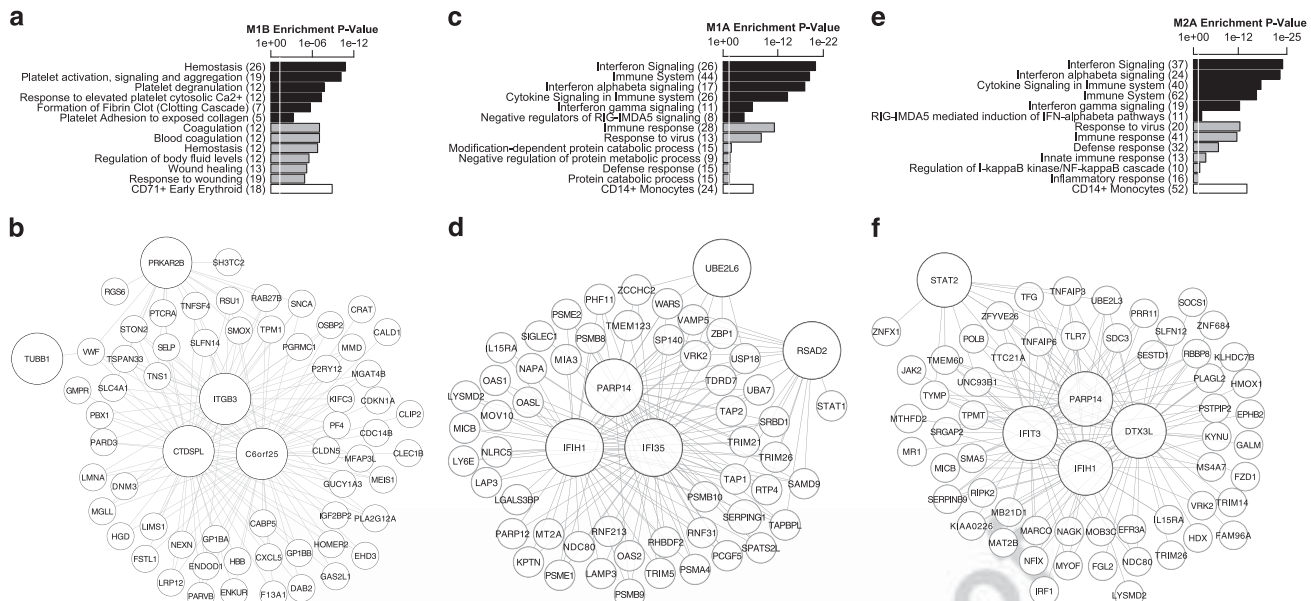 a
M1B Enrichment P-Value
1e+00 1e-06 1e-12
Hemostasis (26)
Platelet activation, signaling and aggregation (19)
Platelet degranulation (12)
Response to elevated platelet cytosolic Ca2+ (12)
Formation of Fibrin Clot (Clotting Cascade) (7)
Platelet Adhesion to exposed collagen (5)
Coagulation (12)
Blood coagulation (12)
Hemostasis (12)
Regulation of body fluid levels (12)
Wound healing (13)
Response to wounding (19)
CD71+ Early Erythroid (18)
c
M1A Enrichment P-Value
1e+00 1e-22
Interferon Signaling (26)
Immune System (44)
Interferon alphabeta signaling (17)
Cytokine Signaling in Immune system (26)
Interferon gamma signaling (11)
Negative regulators of RIG-IMDA5 signaling (8)
Immune response (28)
Response to virus (13)
Modification-dependent protein catabolic process (15)
Negative regulation of protein metabolic process (9)
Defense response (15)
Protein catabolic process (15)
CD14+ Monocytes (24)
e
M2A Enrichment P-Value
1e+00 1e-12 1e-25
Interferon Signaling (37)
Interferon alphabeta signaling (24)
Cytokine Signaling in Immune system (40)
Immune System (62)
Interferon gamma signaling (19)
RIG-IMDA5 mediated induction of IFN-alphabeta pathways (11)
Response to virus (20)
Immune response (41)
Defense response (32)
Innate immune response (13)
Regulation of I-kappaB kinase/NF-kappaB cascade (10)
Inflammatory response (16)
CD14+ Monocytes (52)
b
PRKAR2B
SH3TC2
RGS6
PTCRA
TNFSF4
RSU1
RAB27B
SNCA
STON2
SLFN14
SMOX
TPM1
OSBP2
CRAT
CALD1
TUBB1
VWF
TSPAN33
SELP
PGRMC1
MMD
GMPR
SLC4A1
TNS1
P2RY12
MGAT4B
ITGB3
KIFC3
CDKN1A
PBX1
PF4
CLIP2
PARD3
CTDSPL
C6orf25
CLDN5
CDC14B
MFAP3L
CLEC1B
LMNA
DNM3
GUCY1A3
MEIS1
MGLL
LIMS1
CABP5
IGF2BP2
PLA2G12A
HGD
NEXN
GP1BA
GP1BB
HOMER2
FSTL1
ENDOD1
HBB
CXCL5
EHD3
LRP12
GAS2L1
PARVB
ENKUR
F13A1
DAB2
d
UBE2L6
ZCCHC2
PHF11
WARS
PSME2
TMEM123
VAMP5
SIGLEC1
PSMB8
SP140
ZBP1
RSAD2
IL15RA
MIA3
VRK2
USP18
NAPA
OAS1
PARP14
TDRD7
UBA7
LYSMD2
OASL
STAT1
MOV10
TAP2
MICB
SRBD1
IFIH1
IFI35
NLRC5
TRIM21
LY6E
TRIM26
LAP3
TAP1
SAMD9
LGALS3BP
RTP4
PSMB10
TAPBPL
SERPING1
PARP12
MT2A
RNF213
RHBDF2
RNF31
SPATS2L
NDC80
OAS2
PCGF5
KPTN
PSME1
LAMP3
TRIM5
PSMA4
PSMB9
f
STAT2
TFG
TNFAIP3
UBE2L3
SOCS1
ZNFX1
ZFYVE26
PRR11
POLB
TNFAIP6
TLR7
SDC3
SLFN12
ZNF684
TMEM60
TTC21A
SESTD1
RBBP8
KLHDC7B
JAK2
UNC93B1
PLAGL2
HMOX1
TYMP
PARP14
MTHFD2
TPMT
PSTPIP2
EPHB2
SRGAP2
IFIT3
DTX3L
KYNU
GALM
MR1
SMA5
MICB
IFIH1
MS4A7
FZD1
SERPINB9
RIPK2
VRK2
TRIM14
MB21D1
KIAA0226
MARCO
NAGK
MOB3C
EFR3A
IL15RA
HDX
FAM96A
MAT2B
TRIM26
NFIX
MYOF
FGL2
NDC80
IRF1
LYSMD2